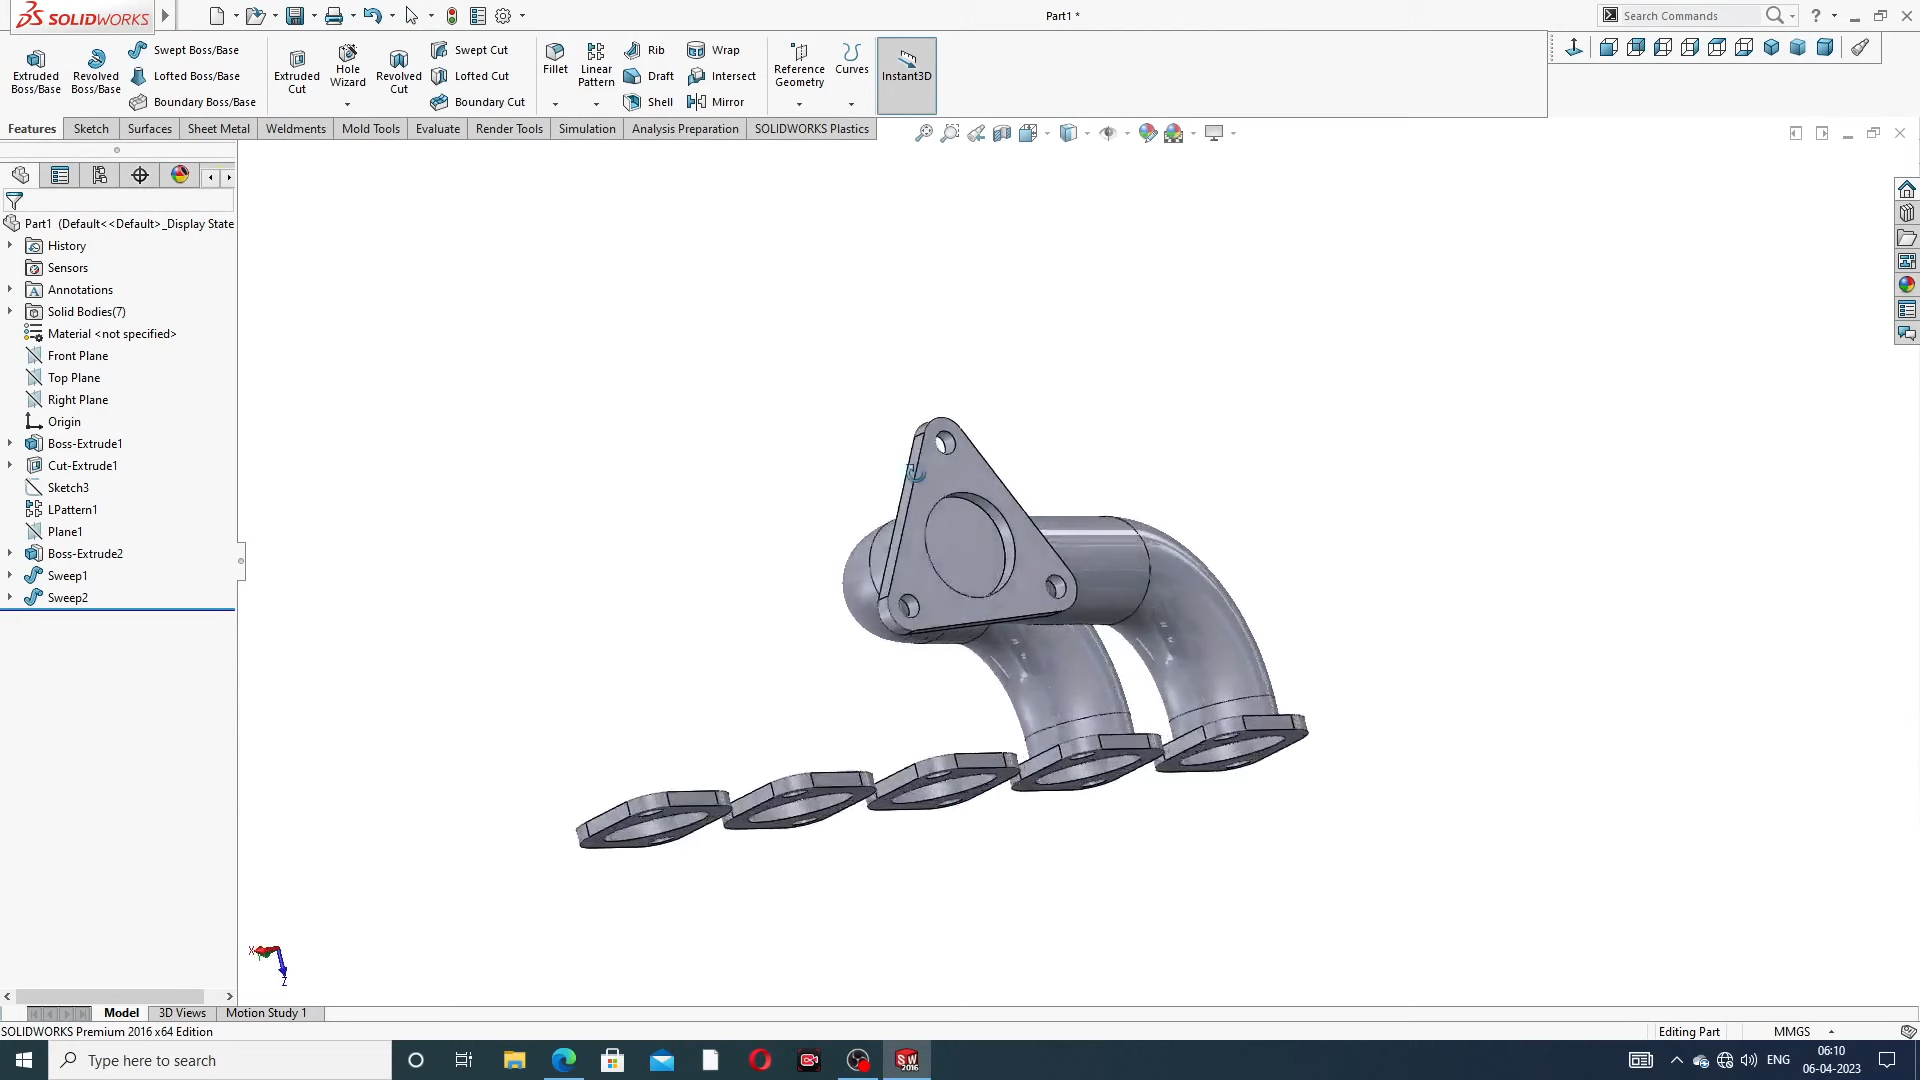 SOLIDWORKS
Part1 *
Search Commands
Extruded Boss/Base
Revolved Boss/Base
Swept Boss/Base
Lofted Boss/Base
Boundary Boss/Base
Extruded Cut
Hole Wizard
Revolved Cut
Swept Cut
Lofted Cut
Boundary Cut
Fillet
Linear Pattern
Rib
Draft
Shell
Wrap
Intersect
Mirror
Reference Geometry
Curves
Instant3D
Features
Sketch
Surfaces
Sheet Metal
Weldments
Mold Tools
Evaluate
Render Tools
Simulation
Analysis Preparation
SOLIDWORKS Plastics
Part1 (Default<<Default>_Display State
History
Sensors
Annotations
Solid Bodies(7)
Material <not specified>
Front Plane
Top Plane
Right Plane
Origin
Boss-Extrude1
Cut-Extrude1
Sketch3
LPattern1
Plane1
Boss-Extrude2
Sweep1
Sweep2
X
Z
Model
3D Views
Motion Study 1
SOLIDWORKS Premium 2016 x64 Edition
Editing Part
MMGS
Type here to search
SW
2016
ENG
06:10
06-04-2023